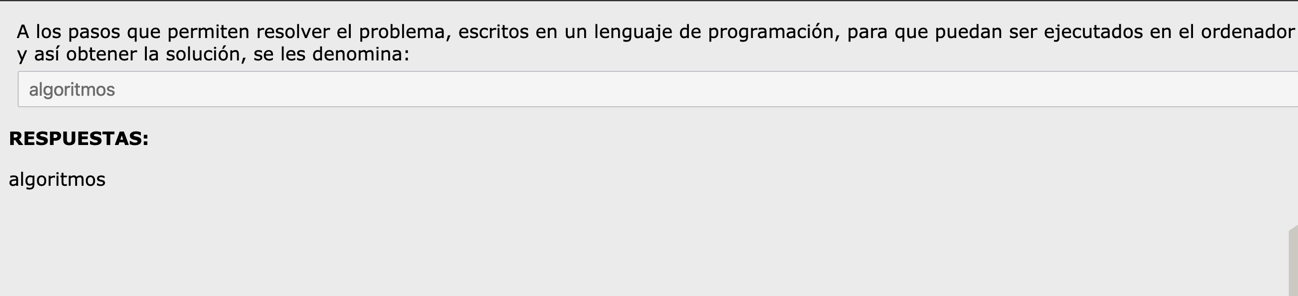 A los pasos que permiten resolver el problema, escritos en un lenguaje de programación, para que puedan ser ejecutados en el ordenador
y así obtener la solución, se les denomina:
algoritmos
RESPUESTAS:
algoritmos